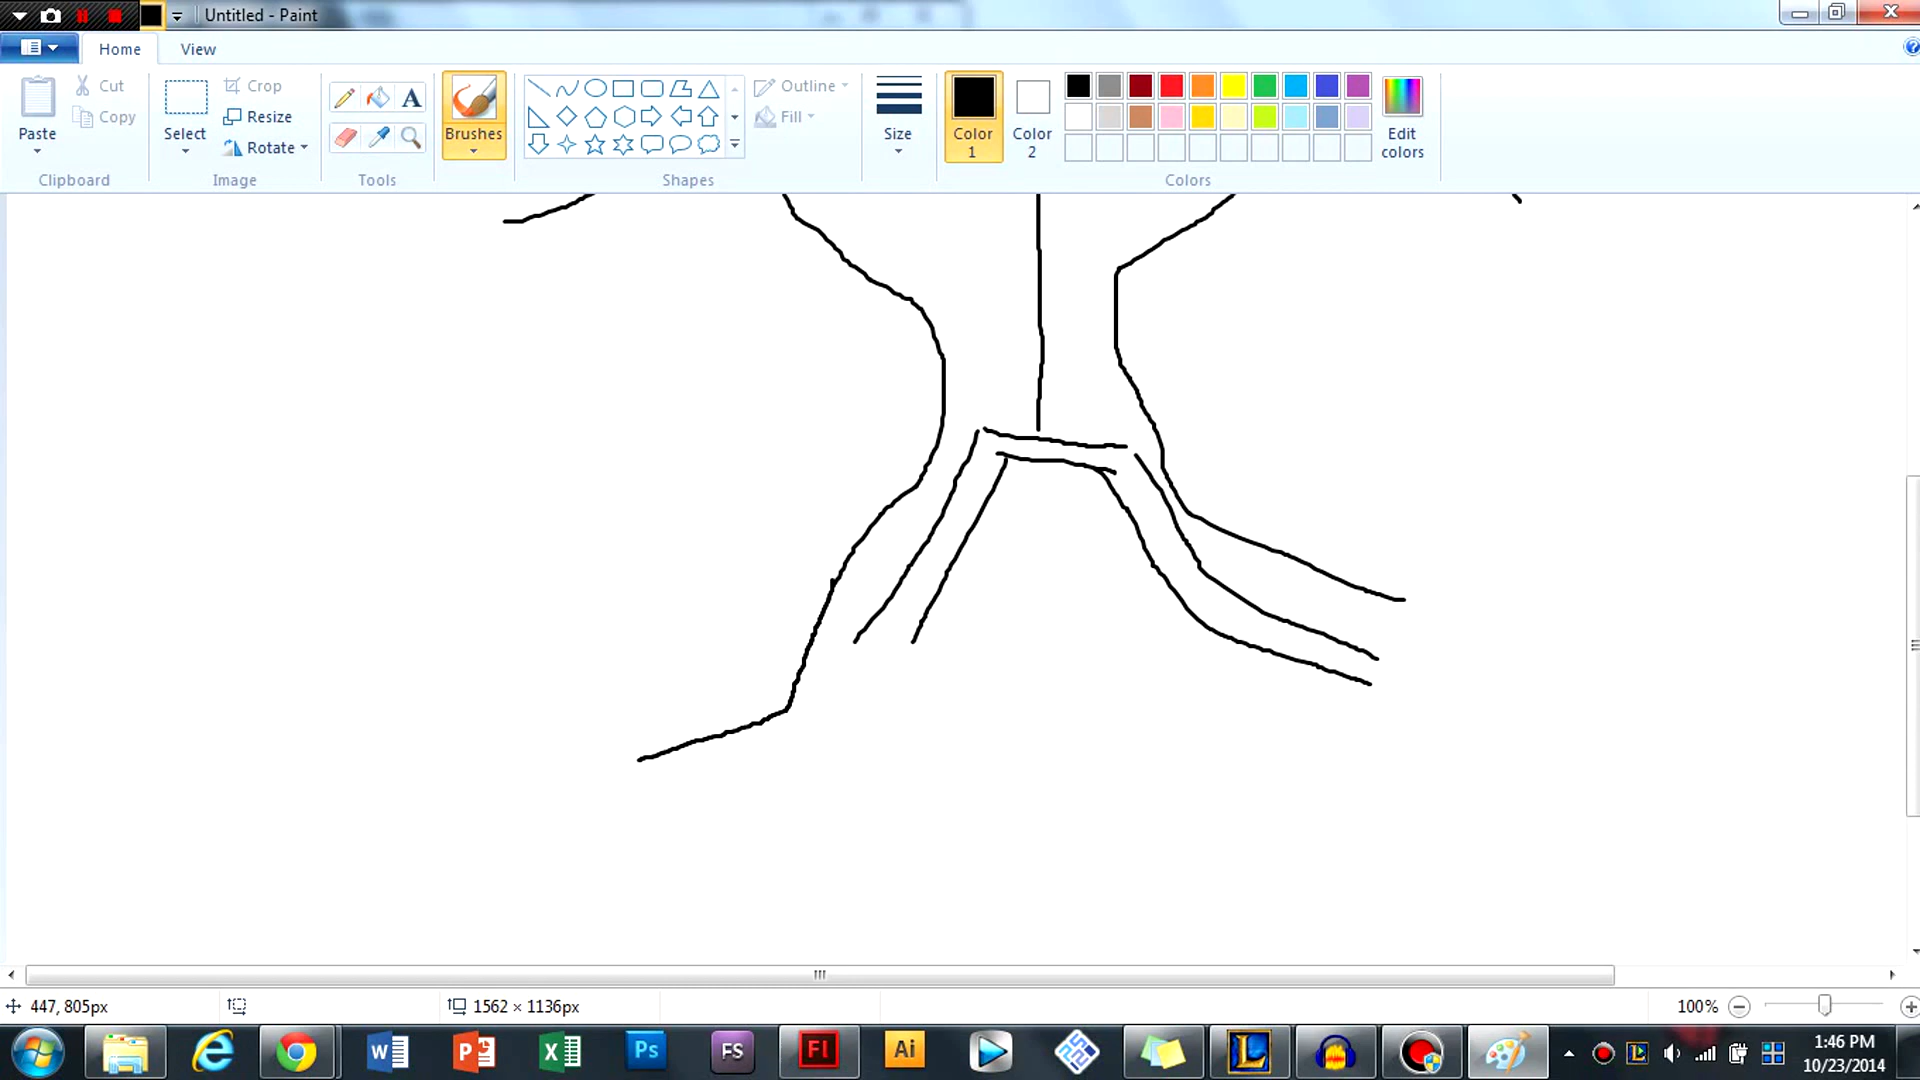 Untitled - Paint
Home
View
Paste
Cut
Copy
Clipboard
Select
Crop
Resize
Rotate
Image
A
Tools
Brushes
Outline
Fill
Shapes
Size
Color
1
Color
2
Edit
colors
Colors
447, 805px
1562 × 1136px
100%
W
P
X
Ps
FS
Fl
Ai
L
L
1:46 PM
10/23/2014